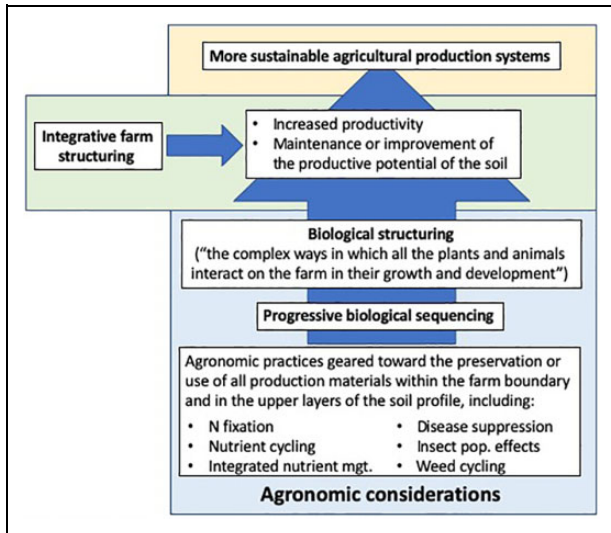 More sustainable agricultural production systems
Integrative farm
structuring
• Increased productivity
• Maintenance or improvement of
the productive potential of the soil
Biological structuring
(“the complex ways in which all the plants and animals
interact on the farm in their growth and development”)
Progressive biological sequencing
Agronomic practices geared toward the preservation or
use of all production materials within the farm boundary
and in the upper layers of the soil profile, including:
• N fixation
• Nutrient cycling
• Integrated nutrient mgt.
• Disease suppression
• Insect pop. effects
• Weed cycling
Agronomic considerations